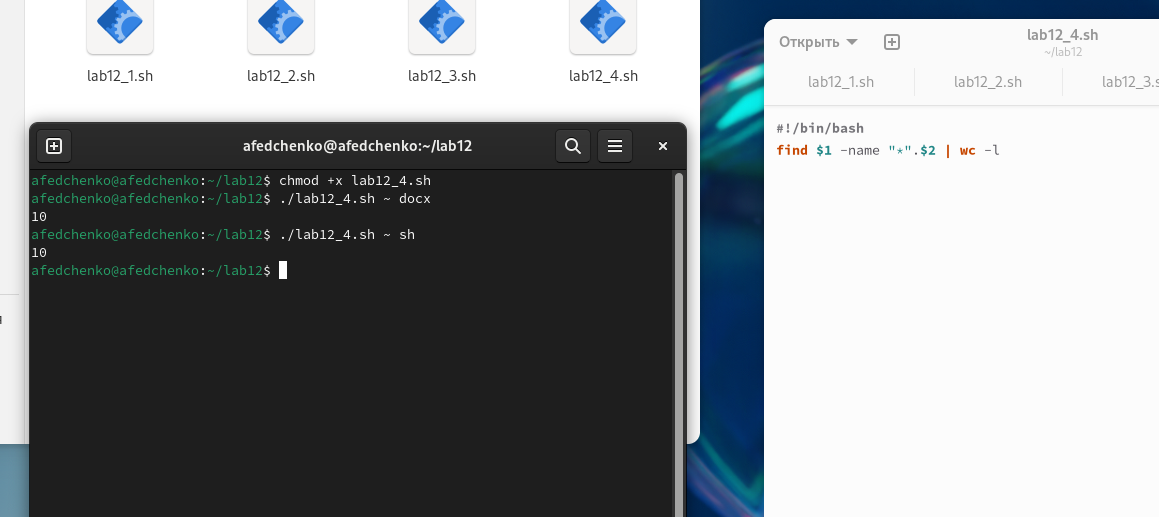 lab12_1.sh lab12_2.sh lab12_3.sh lab12_4.sh
afedchenko@afedchenko:~/lab12
afedchenko@afedchenko:~/lab12$ chmod +x lab12_4.sh
afedchenko@afedchenko:~/lab12$ ./lab12_4.sh ~ docx
10
afedchenko@afedchenko:~/lab12$ ./lab12_4.sh ~ sh
10
afedchenko@afedchenko:~/lab12$
Открыть
lab12_4.sh
~/lab12
lab12_1.sh lab12_2.sh lab12_3.s
#!/bin/bash
find $1 -name "*".$2 | wc -l